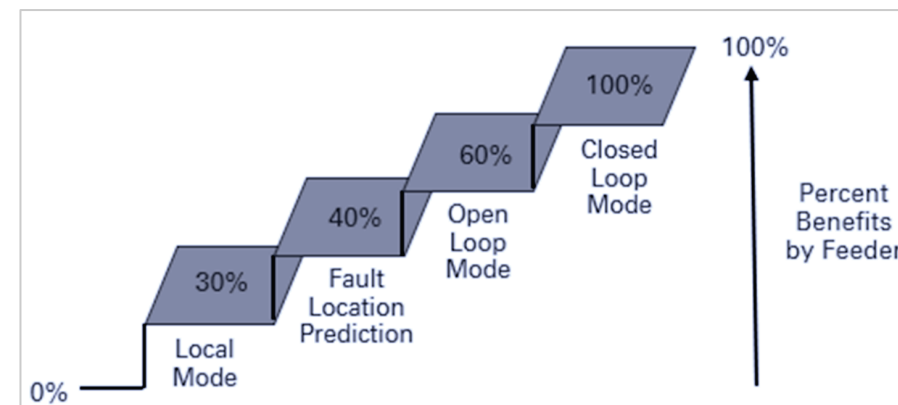 100%
100%
60%
Closed
Loop
Mode
40%
Open
Loop
Mode
Percent
Benefits
by Feeder
30%
Fault
Location
Prediction
Local
Mode
0%